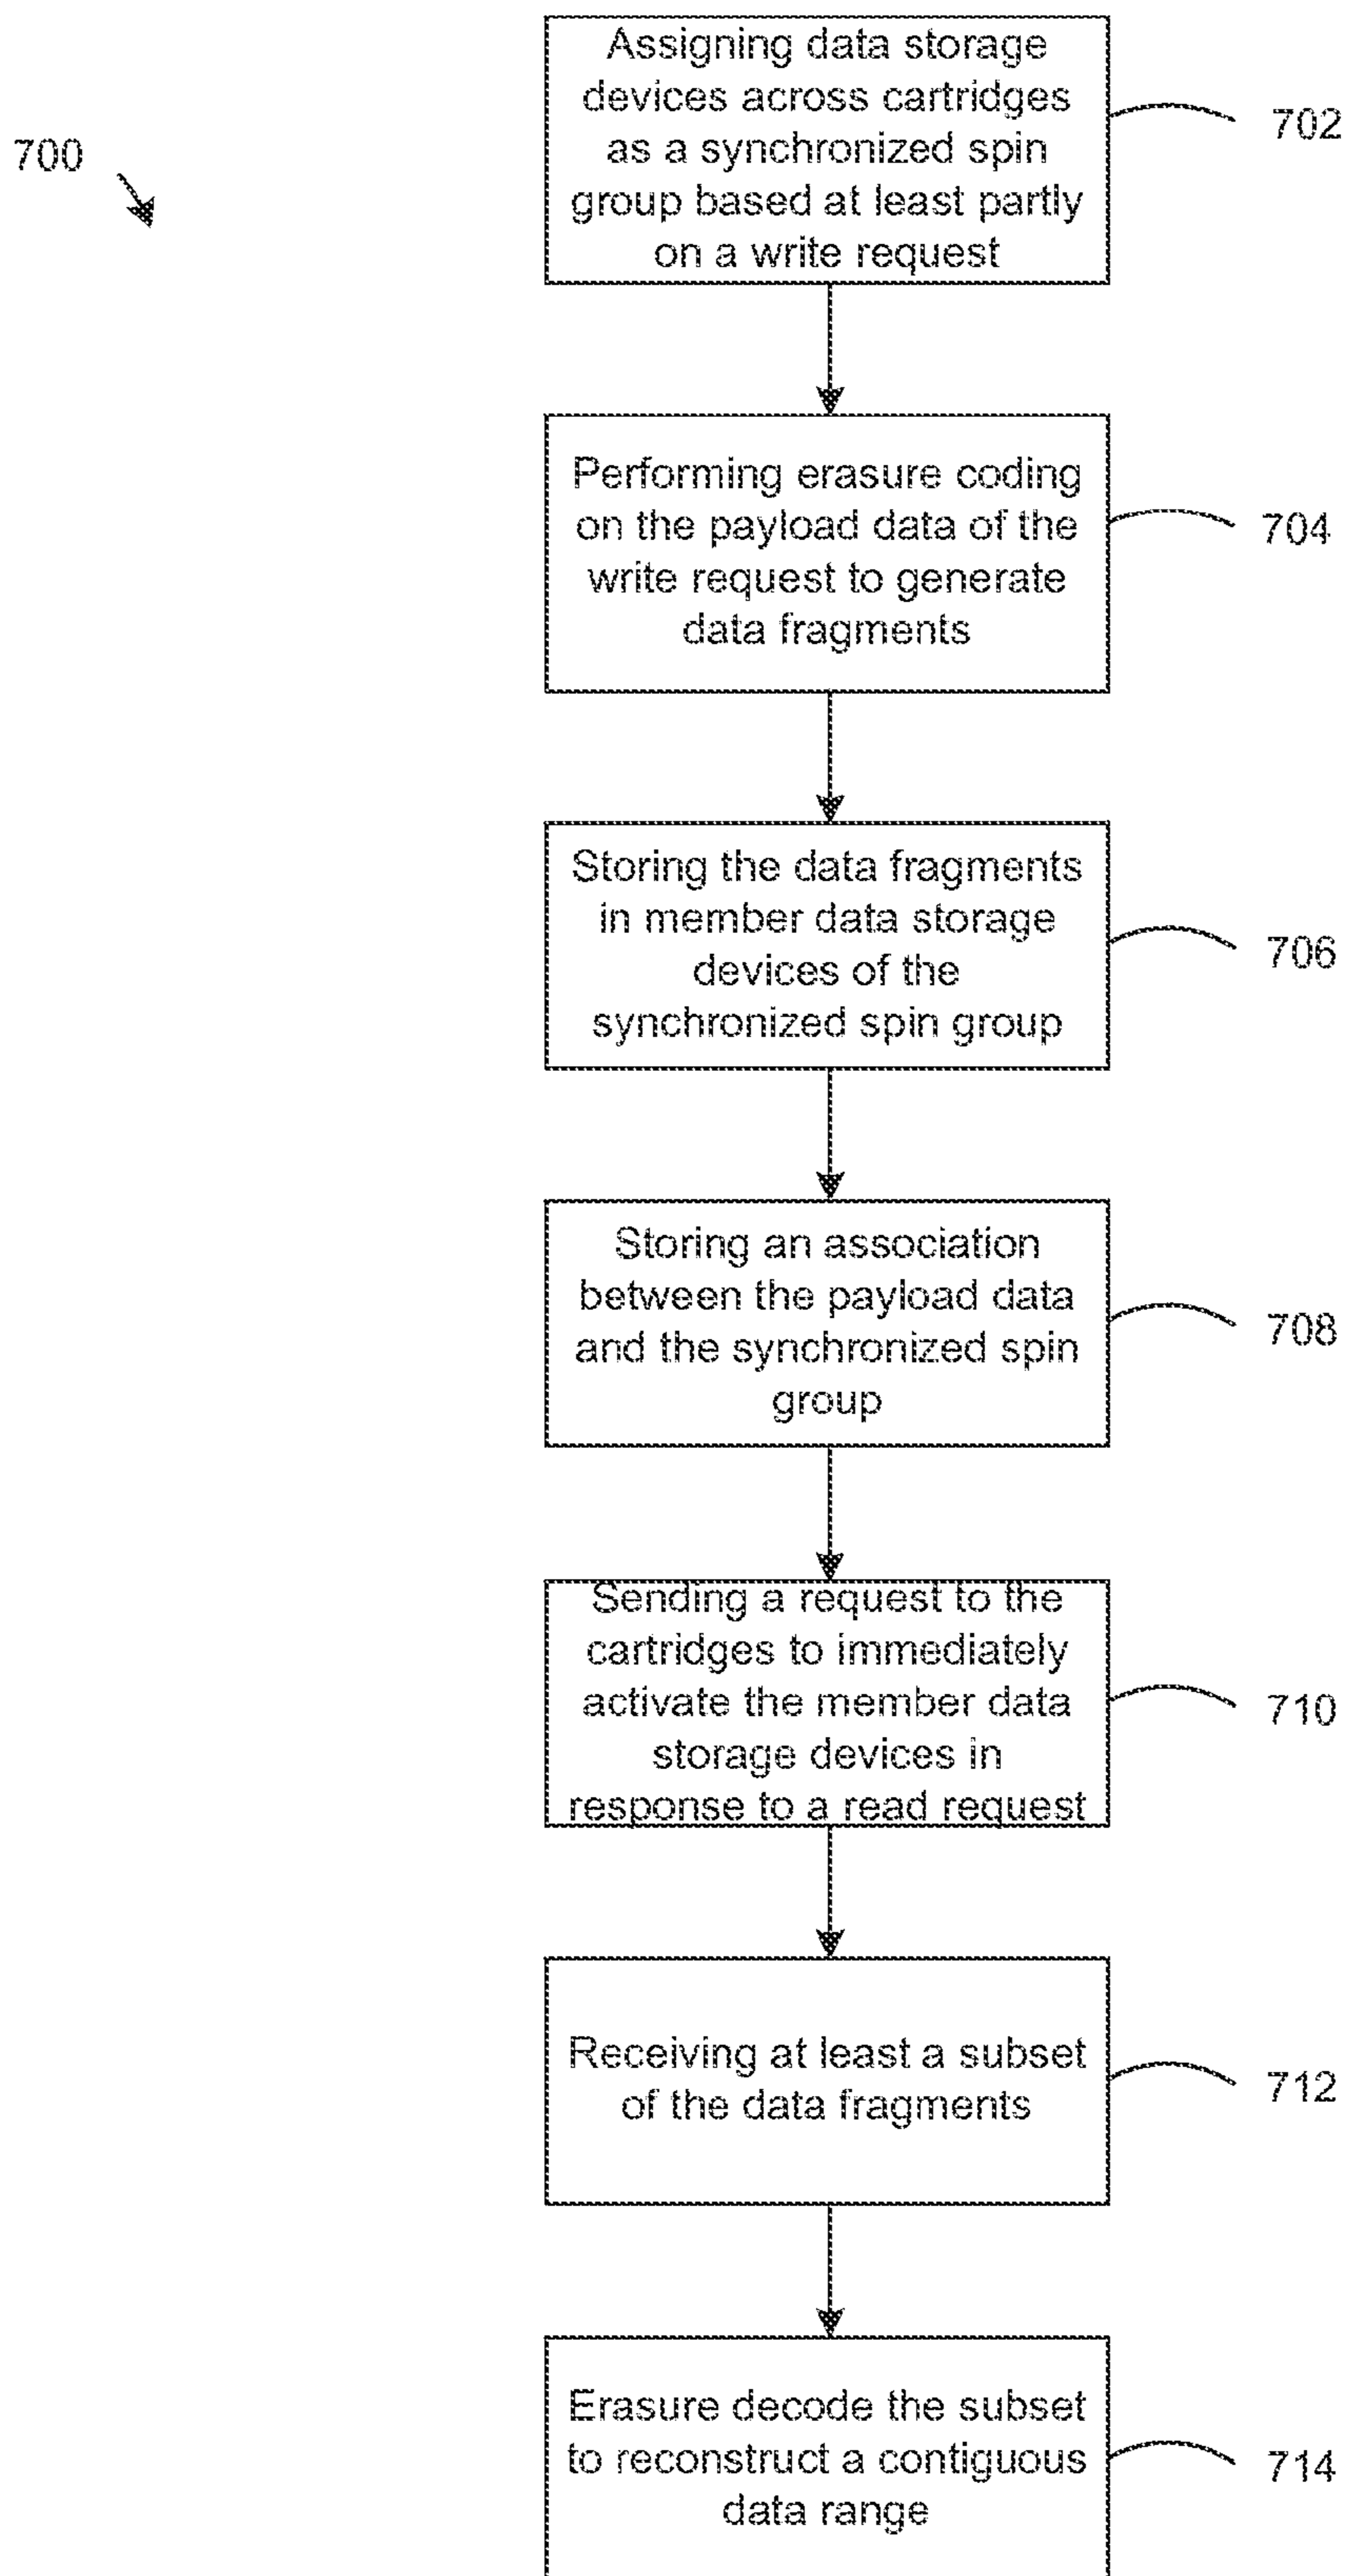 700
Assigning data storage
devices across cartridges
as a synchronized spin
group based at least partly
on a write request
702
Performing erasure coding
on the payload data of the
write request to generate
data fragments
704
Storing the data fragments
in member data storage
devices of the
synchronized spin group
706
Storing an association
between the payload data
and the synchronized spin
group
708
Sending a request to the
cartridges to immediately
activate the member data
storage devices in
response to a read request
710
Receiving at least a subset
of the data fragments
712
Erasure decode the subset
to reconstruct a contiguous
data range
714